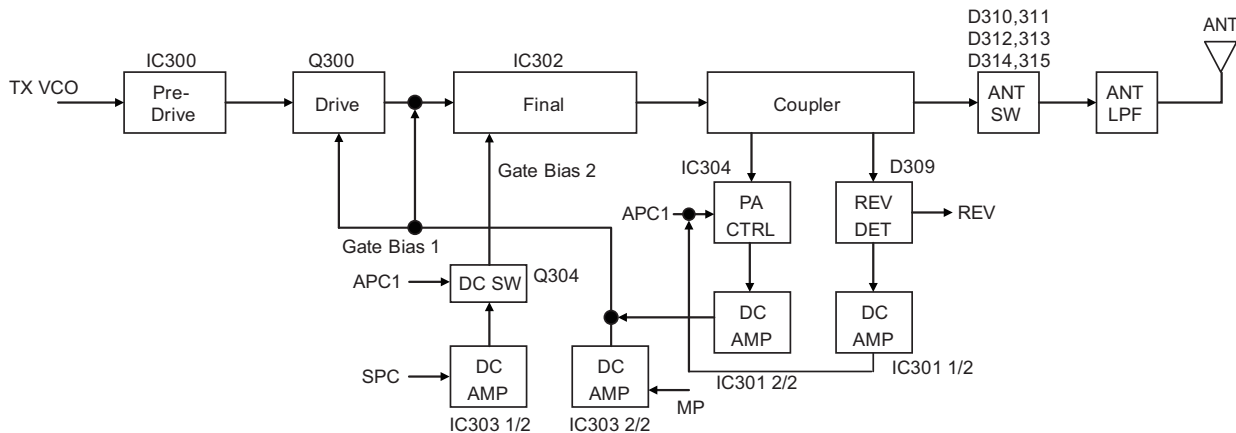 D310,311
D312,313
D314,315
ANT
IC300
Q300
IC302
TX VCO
Pre-
Drive
Drive
Final
Coupler
ANT
SW
ANT
LPF
Gate Bias 2
IC304
D309
APC1
PA
CTRL
REV
DET
REV
Gate Bias 1
APC1
DC SW
Q304
DC
AMP
DC
AMP
SPC
DC
AMP
DC
AMP
MP
IC301 2/2
IC301 1/2
IC303 1/2
IC303 2/2